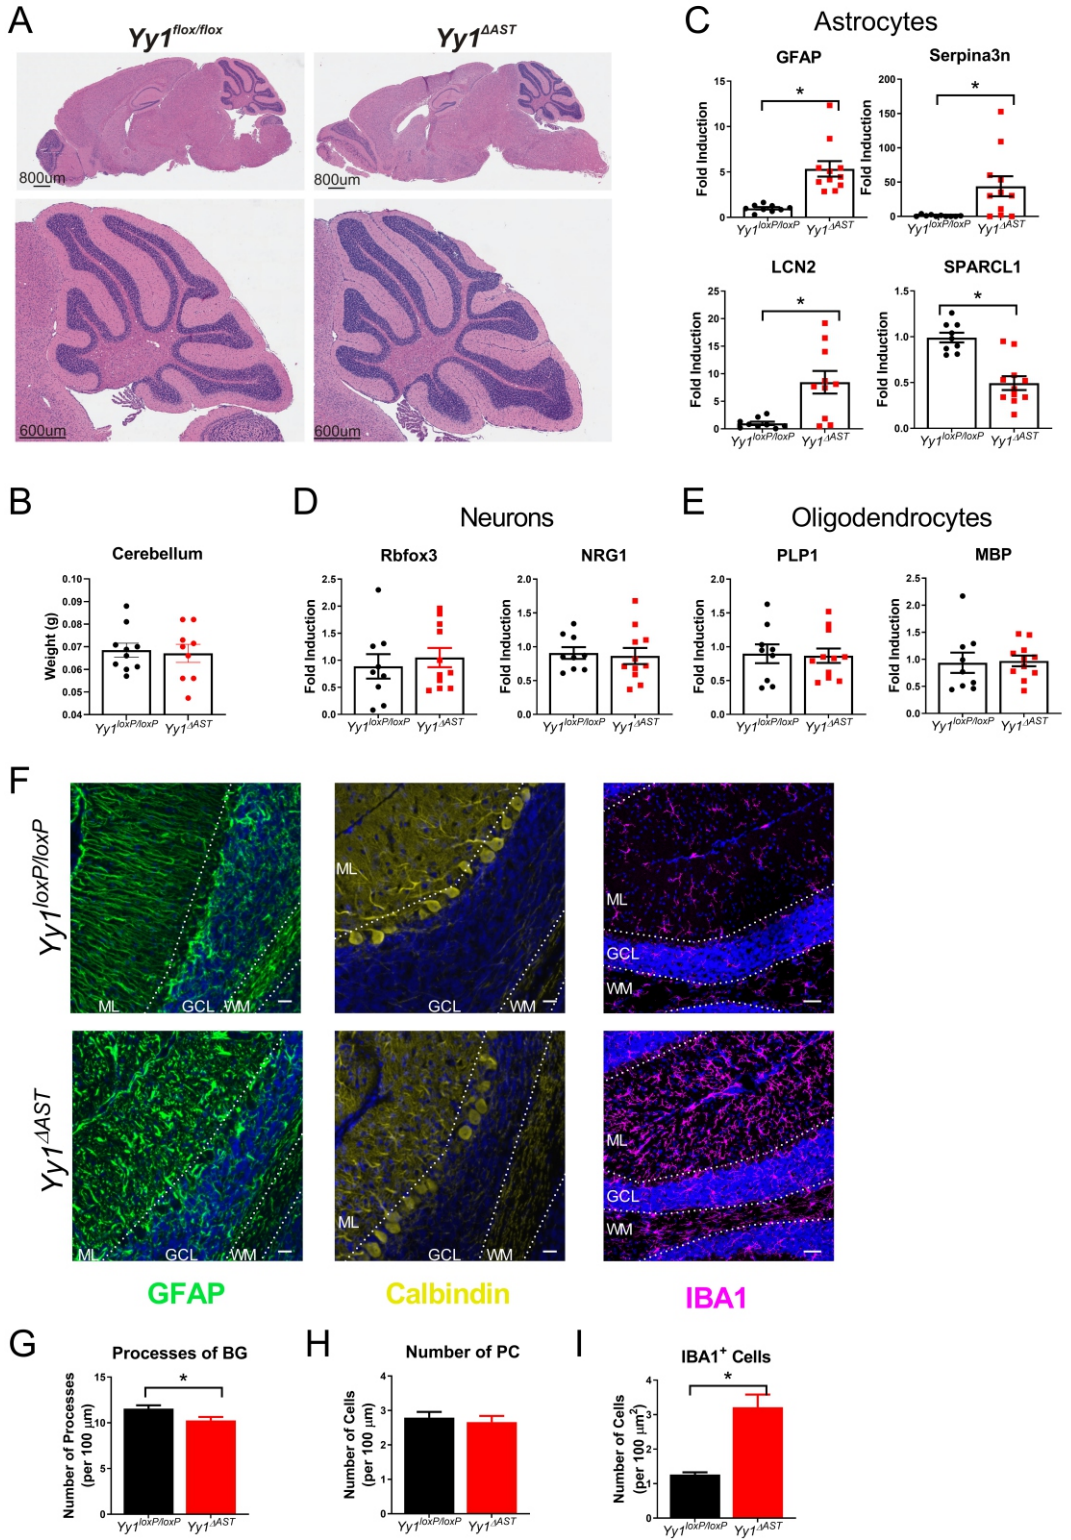 A
Yy1flox/flox
Yy1ΔAST
800um
800um
600um
600um
C
Astrocytes
GFAP
Serpina3n
Fold Induction
15
10
5
0
Yy1loxP/loxP
Yy1ΔAST
*
Fold Induction
200
150
100
50
0
Yy1loxP/loxP
Yy1ΔAST
*
LCN2
SPARCL1
Fold Induction
25
20
15
10
5
0
Yy1loxP/loxP
Yy1ΔAST
*
Fold Induction
1.5
1.0
0.5
0.0
Yy1loxP/loxP
Yy1ΔAST
*
B
Cerebellum
Weight (g)
0.10
0.09
0.08
0.07
0.06
0.05
0.04
Yy1loxP/loxP
Yy1ΔAST
D
Neurons
Rbfox3
Fold Induction
2.5
2.0
1.5
1.0
0.5
0.0
Yy1loxP/loxP
Yy1ΔAST
NRG1
Fold Induction
2.0
1.5
1.0
0.5
0.0
Yy1loxP/loxP
Yy1ΔAST
E
Oligodendrocytes
PLP1
Fold Induction
2.0
1.5
1.0
0.5
0.0
Yy1loxP/loxP
Yy1ΔAST
MBP
Fold Induction
2.5
2.0
1.5
1.0
0.5
0.0
Yy1loxP/loxP
Yy1ΔAST
F
Yy1loxP/loxP
ML
GCL
WM
ML
GCL
WM
ML
GCL
WM
Yy1ΔAST
ML
GCL
WM
ML
GCL
WM
ML
GCL
WM
GFAP
Calbindin
IBA1
G
Processes of BG
Number of Processes
(per 100 µm)
15
10
5
0
*
Yy1loxP/loxP
Yy1ΔAST
H
Number of PC
Number of Cells
(per 100 µm)
4
3
2
1
0
Yy1loxP/loxP
Yy1ΔAST
I
IBA1+ Cells
Number of Cells
(per 100 µm2)
4
3
2
1
0
*
Yy1loxP/loxP
Yy1ΔAST